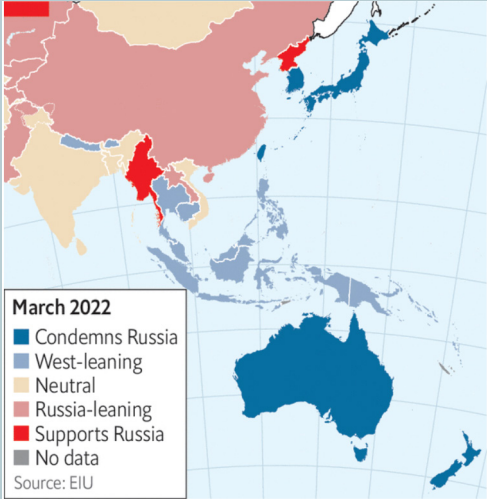 March 2022
Condemns Russia
West-leaning
Neutral
Russia-leaning
Supports Russia
No data
Source: EIU